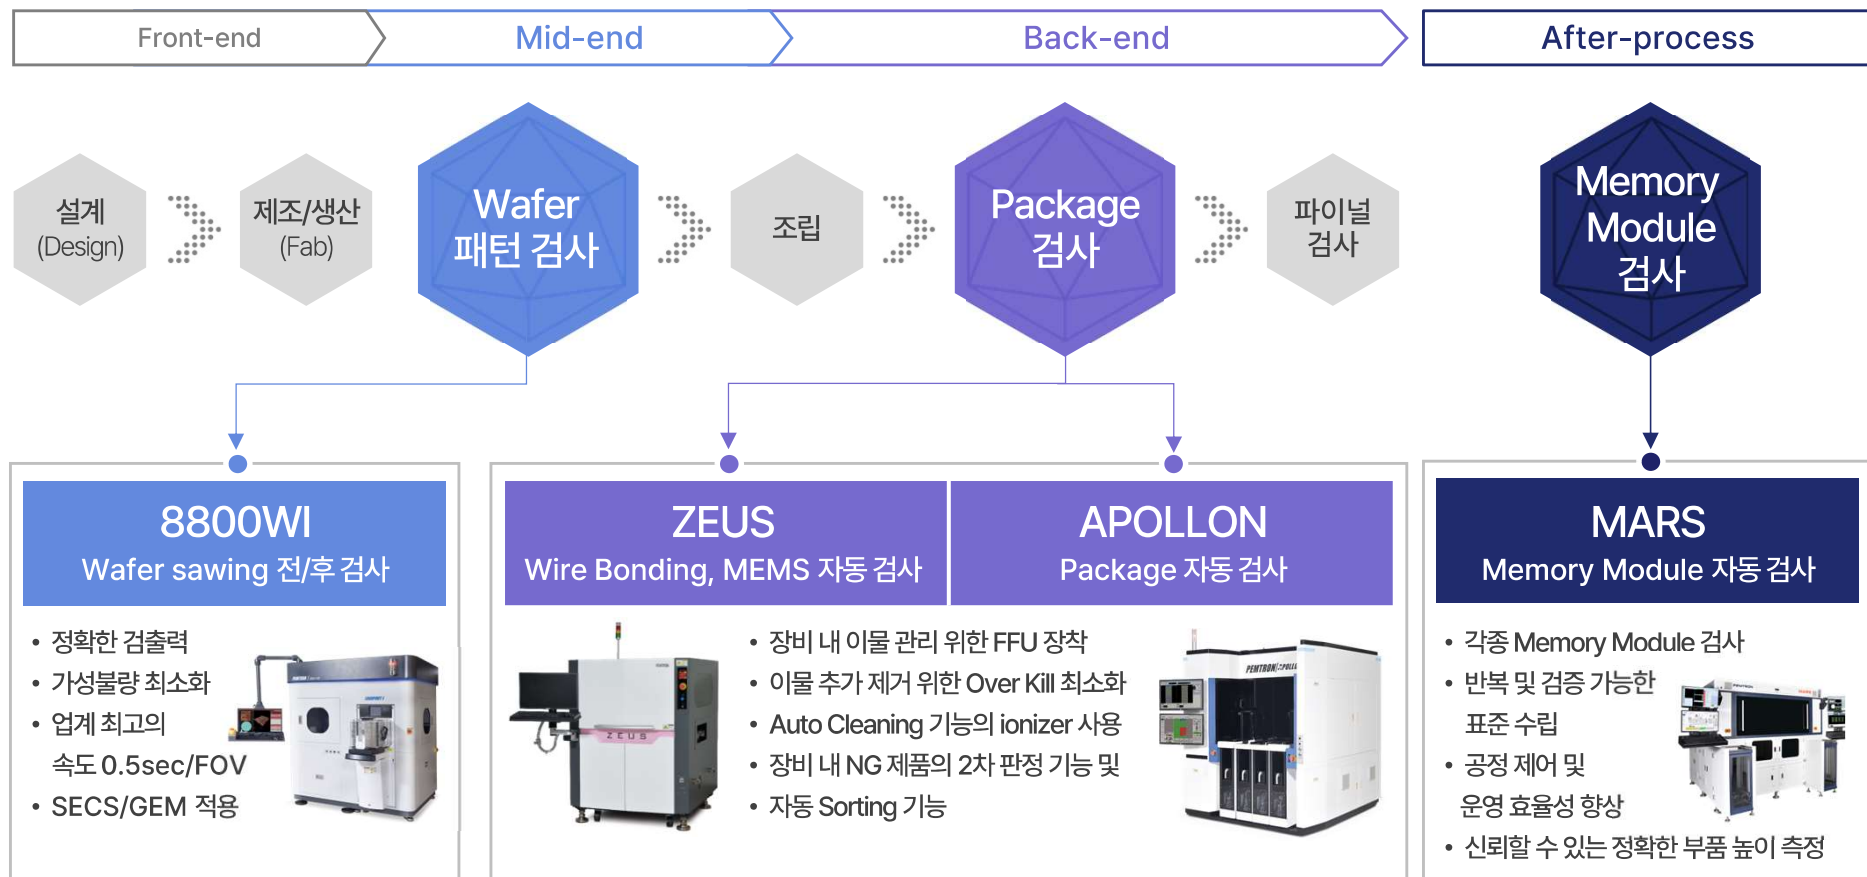 Front-end
Mid-end
Back-end
After-process
설계
(Design)
제조/생산
(Fab)
Wafer
패턴 검사
조립
Package
검사
파이널
검사
Memory
Module
검사
8800WI
Wafer sawing 전/후 검사
• 정확한 검출력
• 가성불량 최소화
• 업계 최고의
속도 0.5sec/FOV
• SECS/GEM 적용
ZEUS
Wire Bonding, MEMS 자동 검사
APOLLON
Package 자동 검사
ZEUS
• 장비 내 이물 관리 위한 FFU 장착
• 이물 추가 제거 위한 Over Kill 최소화
• Auto Cleaning 기능의 ionizer 사용
• 장비 내 NG 제품의 2차 판정 기능 및
• 자동 Sorting 기능
PEMTRON
MARS
Memory Module 자동 검사
• 각종 Memory Module 검사
• 반복 및 검증 가능한
표준 수립
• 공정 제어 및
운영 효율성 향상
• 신뢰할 수 있는 정확한 부품 높이 측정